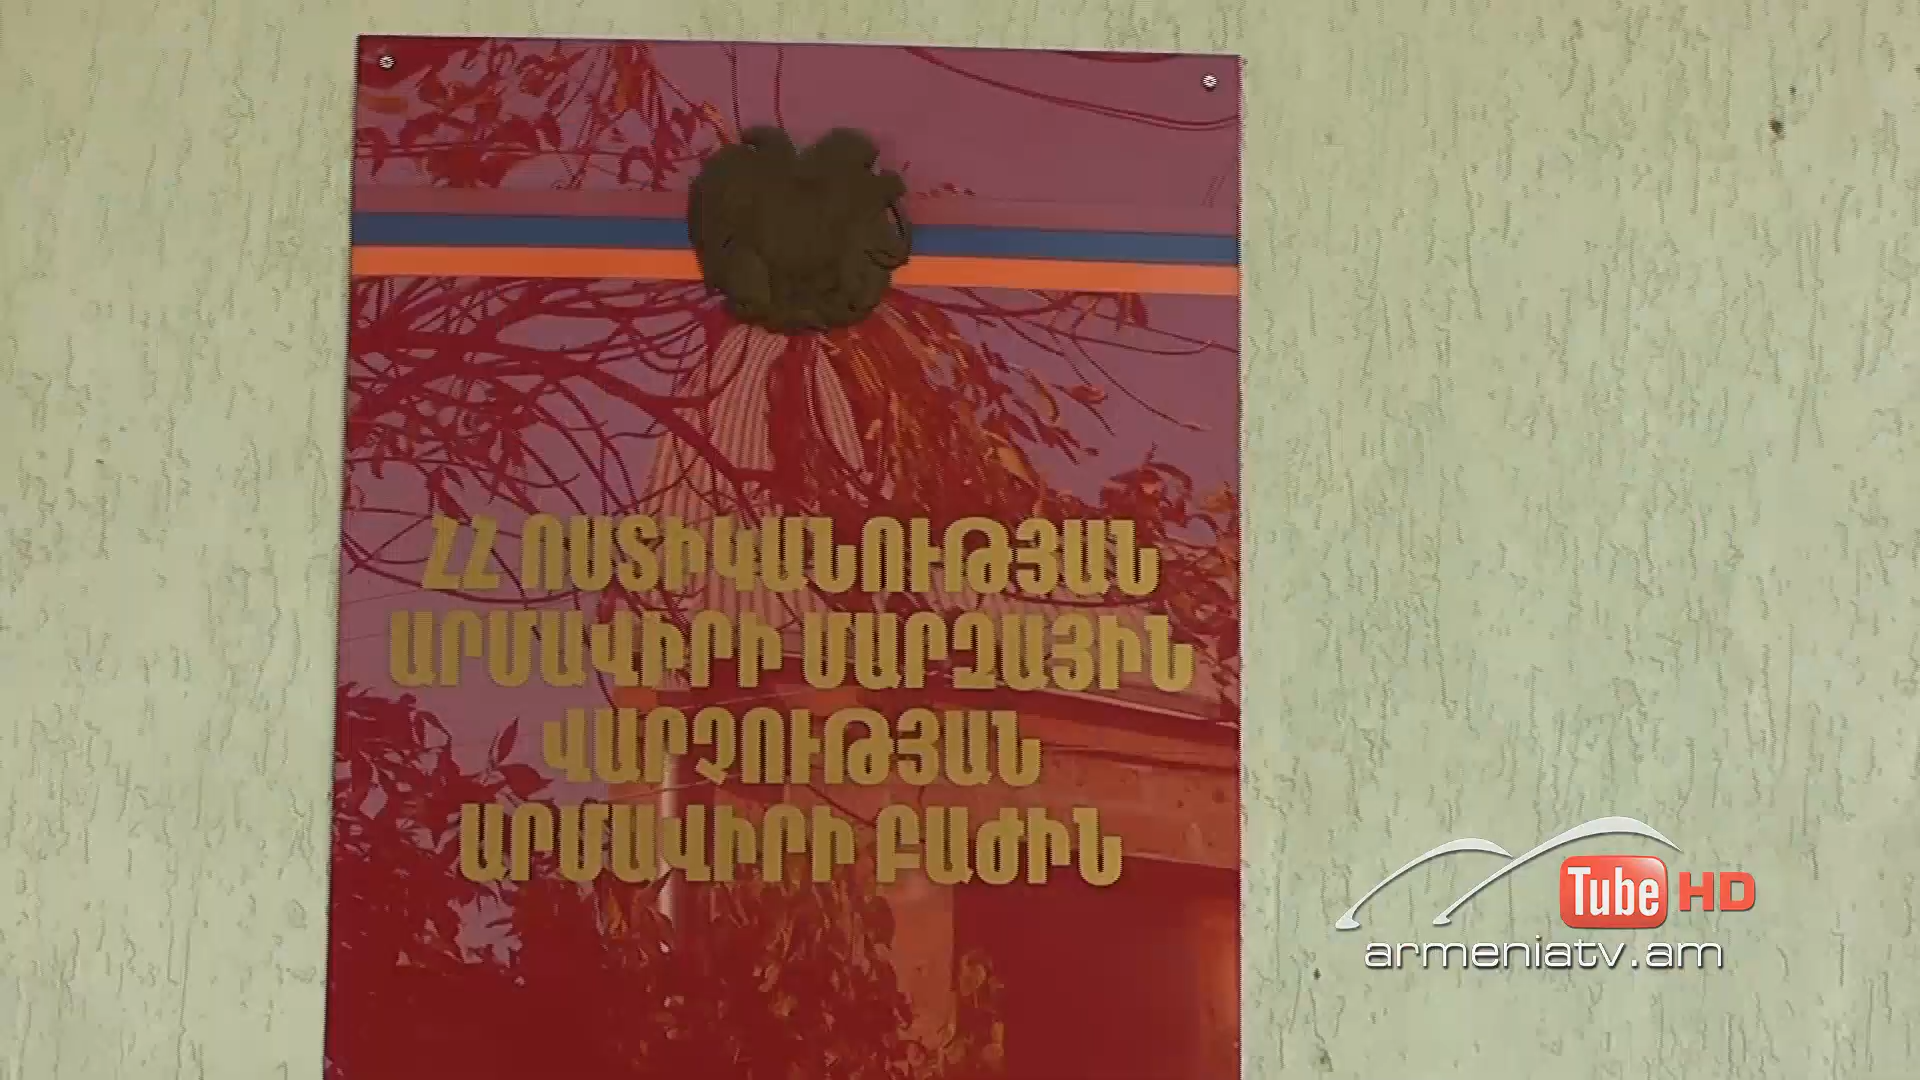 ՀՀ ՈՍՏԻԿԱՆՈՒԹՅԱՆ
ԱՐՄԱՎԻՐԻ ՄԱՐԶԱՅԻՆ
ՎԱՐՉՈՒԹՅԱՆ
ԱՐՄԱՎԻՐԻ ԲԱԺԻՆ
Tube HD
armeniatv.am